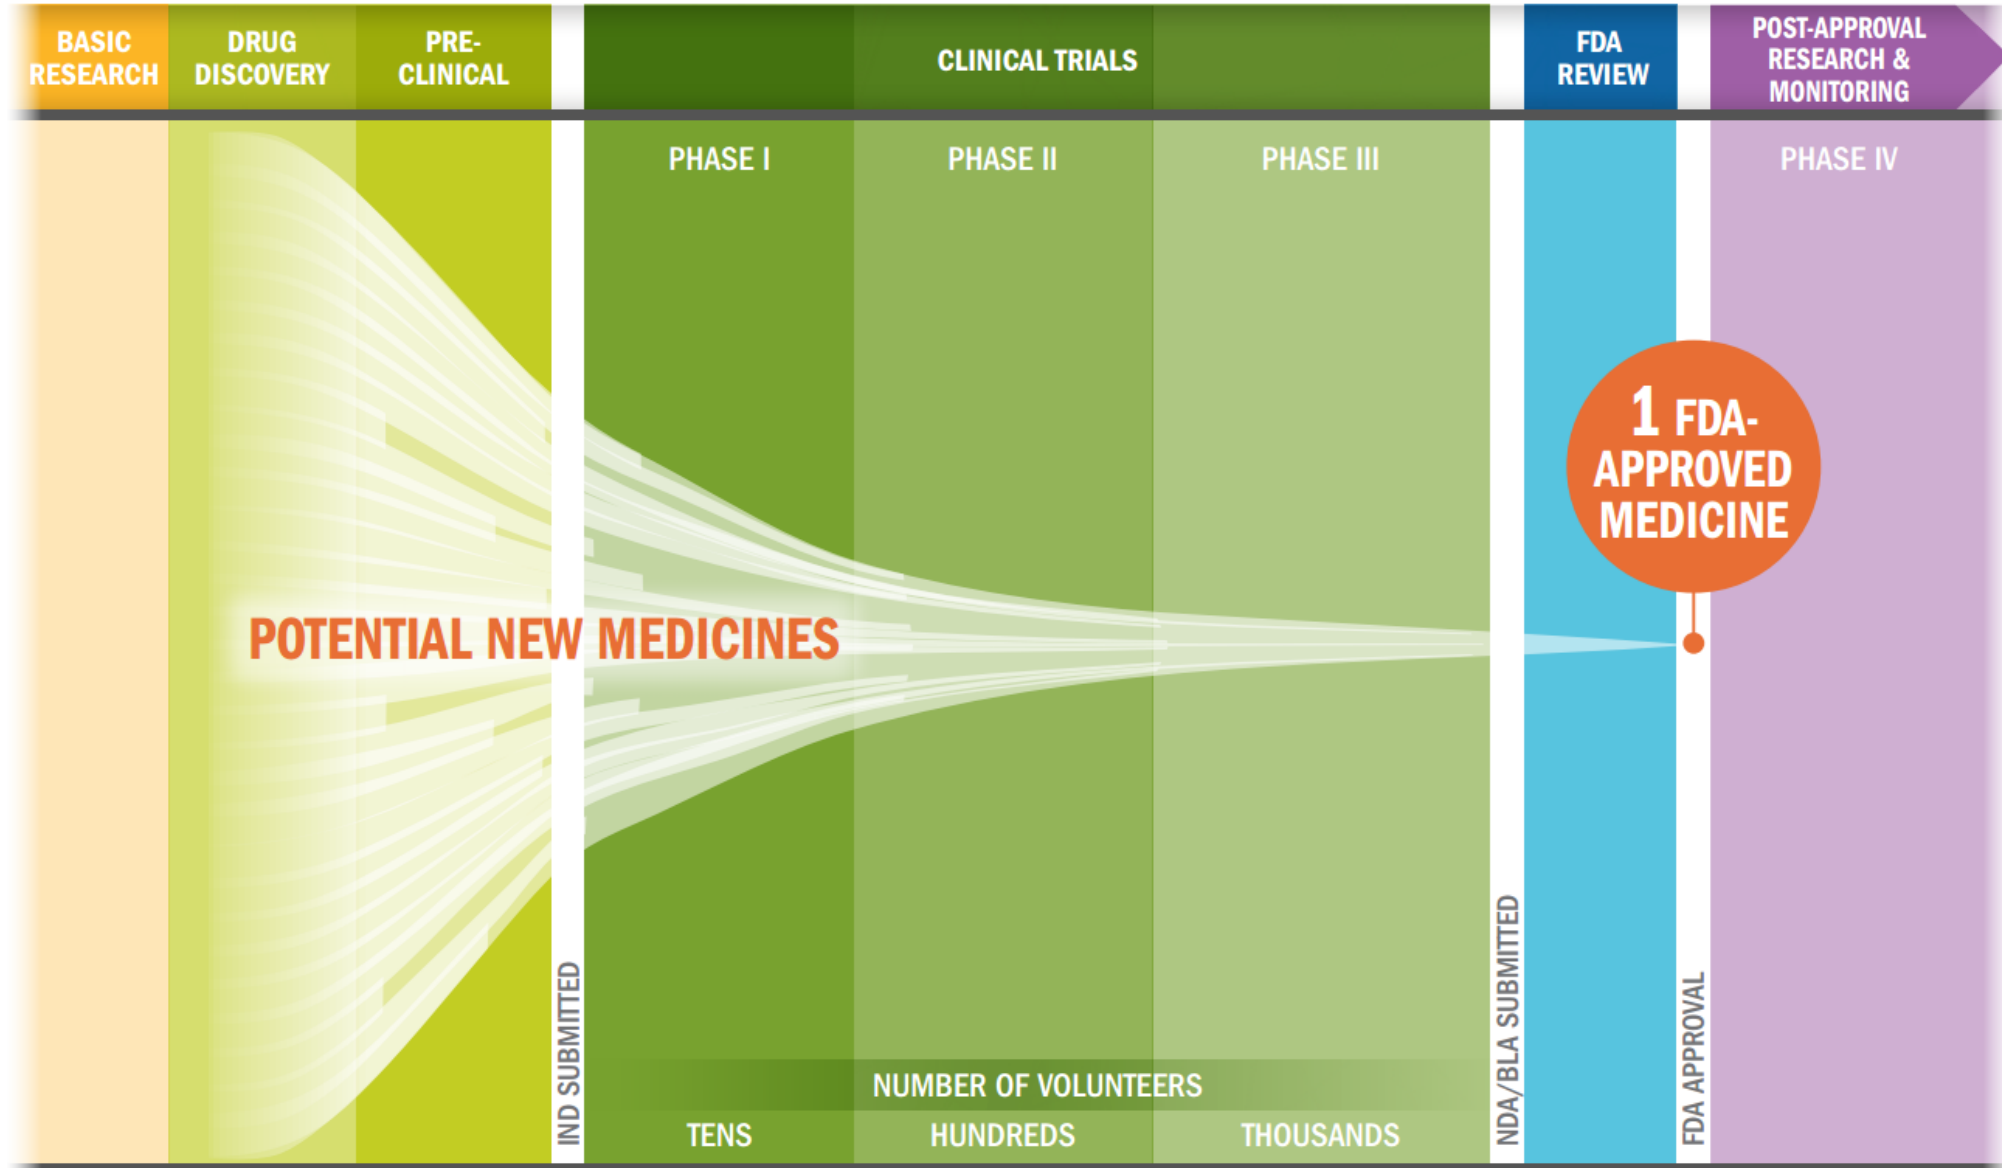 BASIC
RESEARCH
DRUG
DISCOVERY
PRE-
CLINICAL
CLINICAL TRIALS
FDA
REVIEW
POST-APPROVAL
RESEARCH &
MONITORING
PHASE I
PHASE II
PHASE III
PHASE IV
1 FDA-
APPROVED
MEDICINE
POTENTIAL NEW MEDICINES
IND SUBMITTED
NDA/BLA SUBMITTED
FDA APPROVAL
NUMBER OF VOLUNTEERS
TENS
HUNDREDS
THOUSANDS